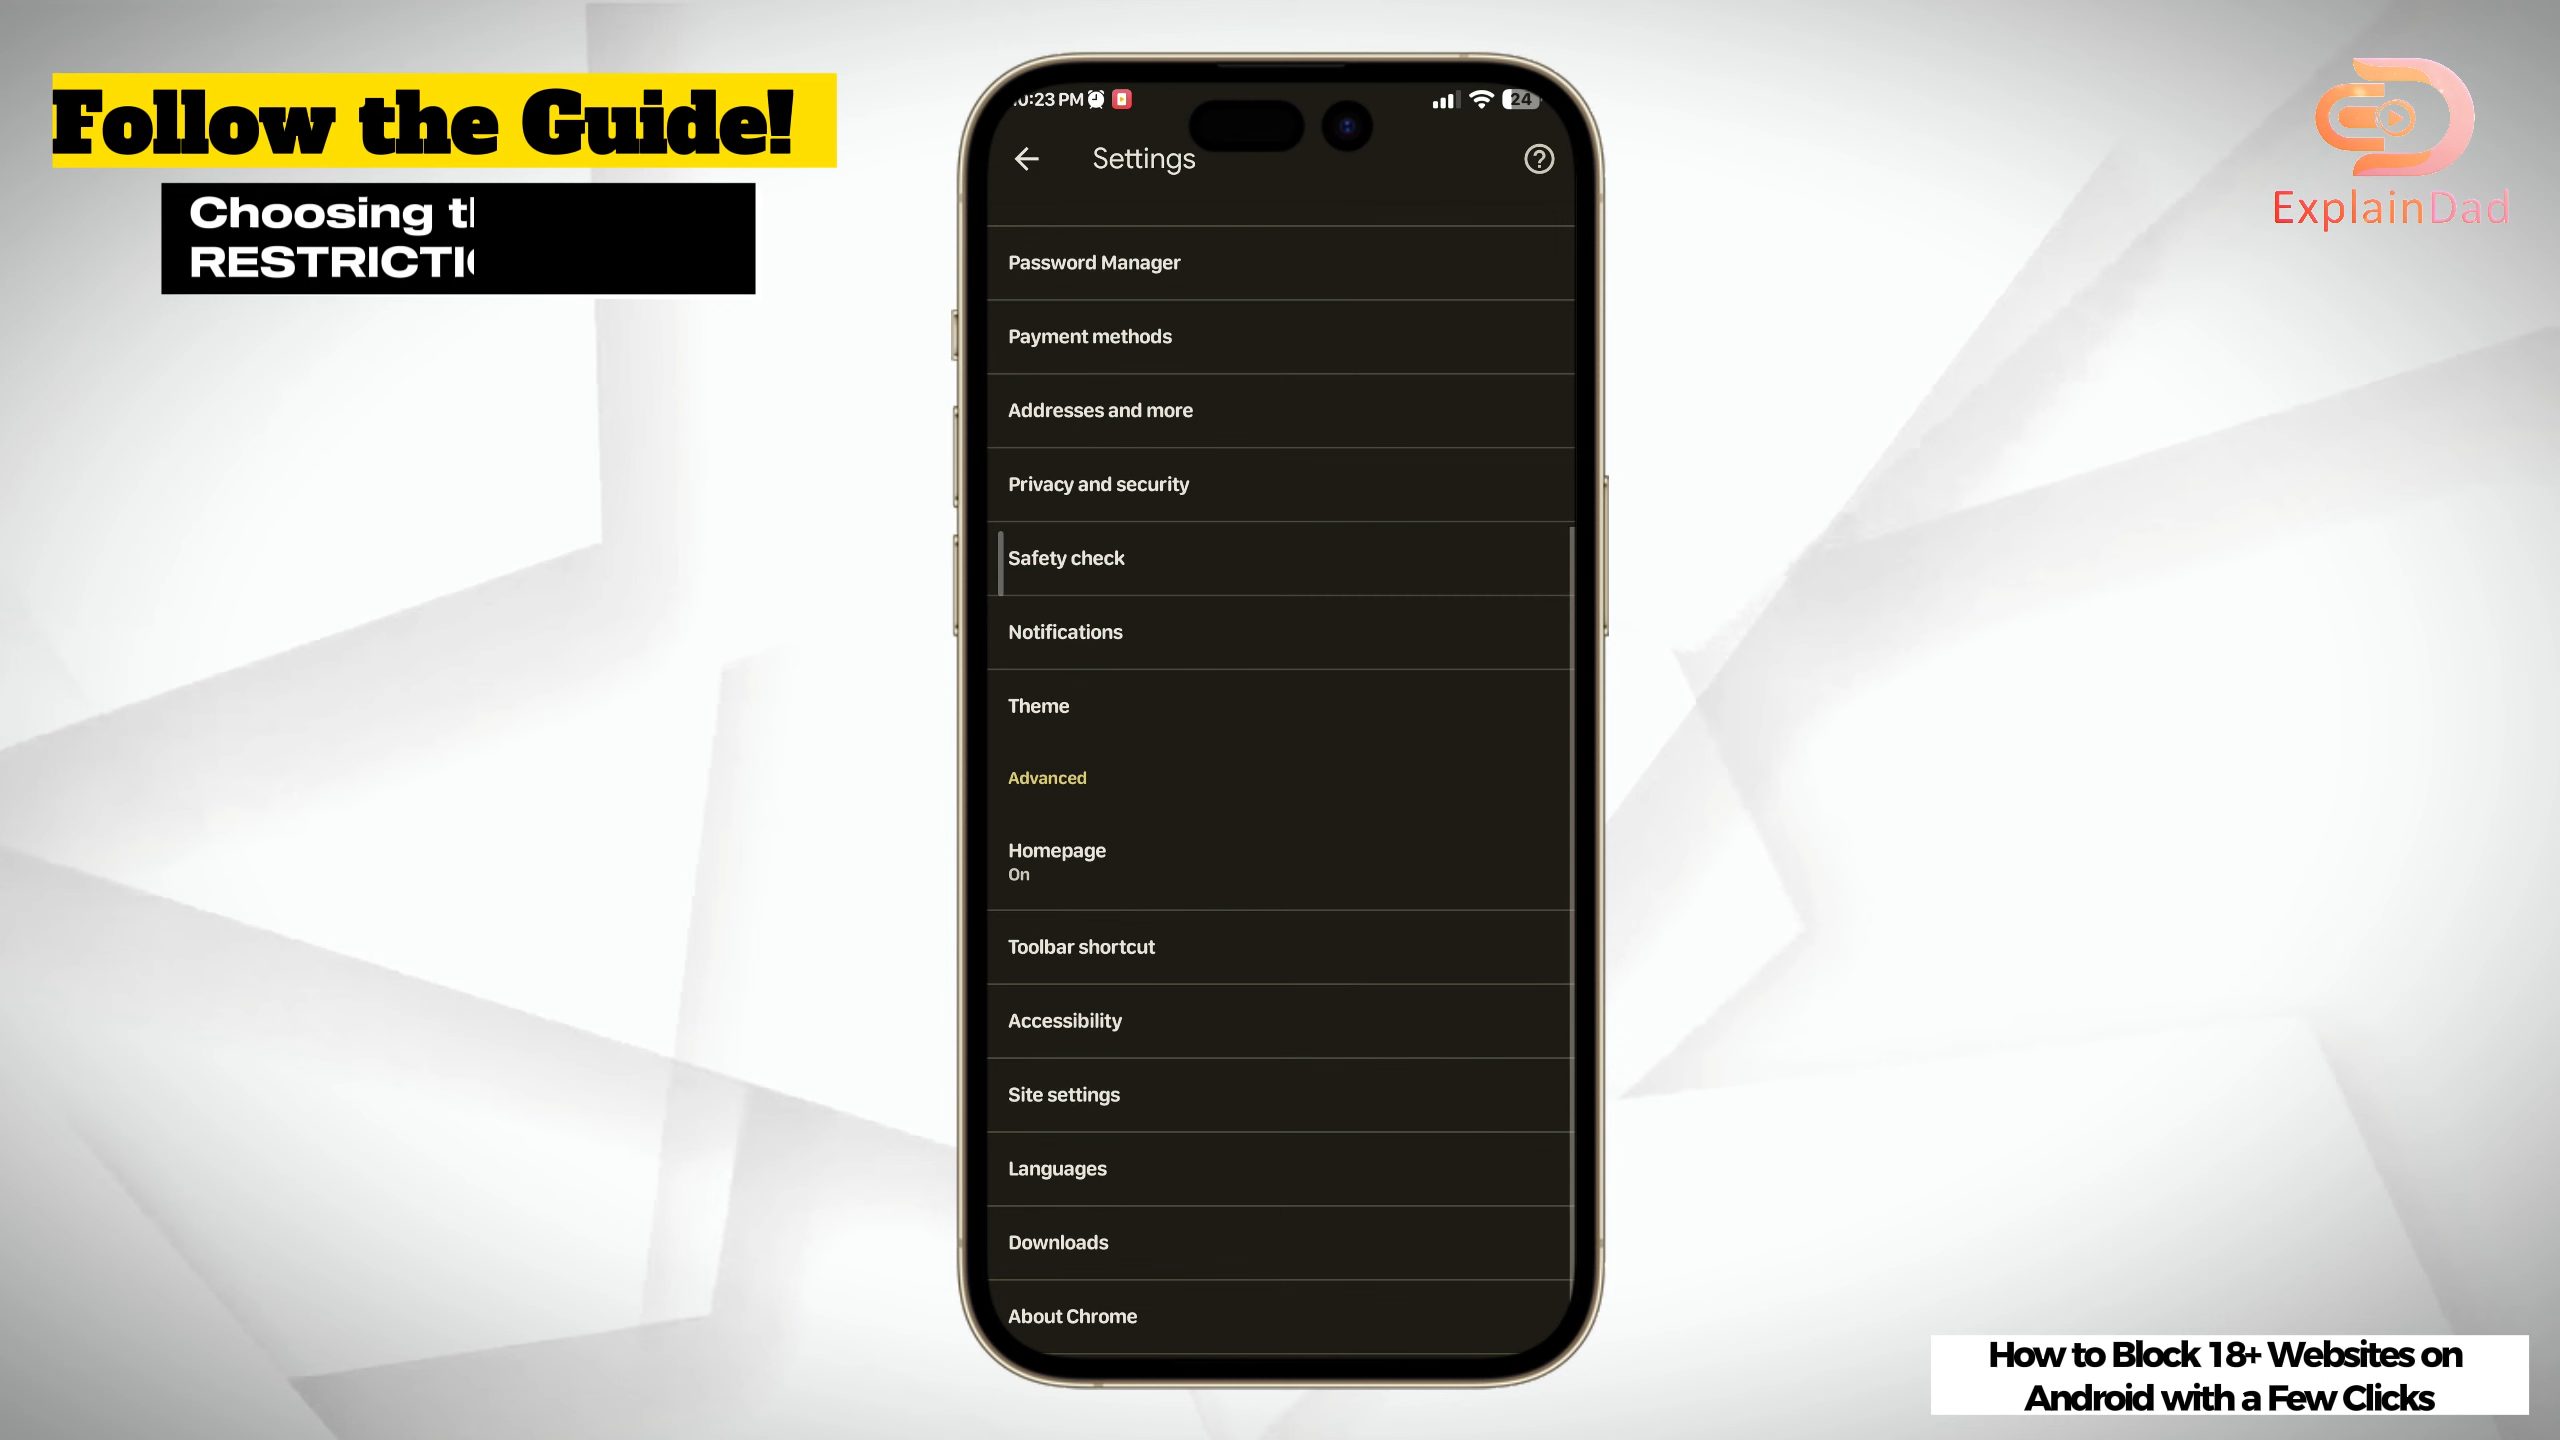 Follow the Guide!
Choosing
:23 PM
24
Settings
Password Manager
Payment methods
Addresses and more
Privacy and security
Safety check
Notifications
Theme
Advanced
Homepage
On
Toolbar shortcut
Accessibility
Site settings
Languages
Downloads
About Chrome
ExplainDad
How to Block 18+ Websites on
Android with a Few Clicks